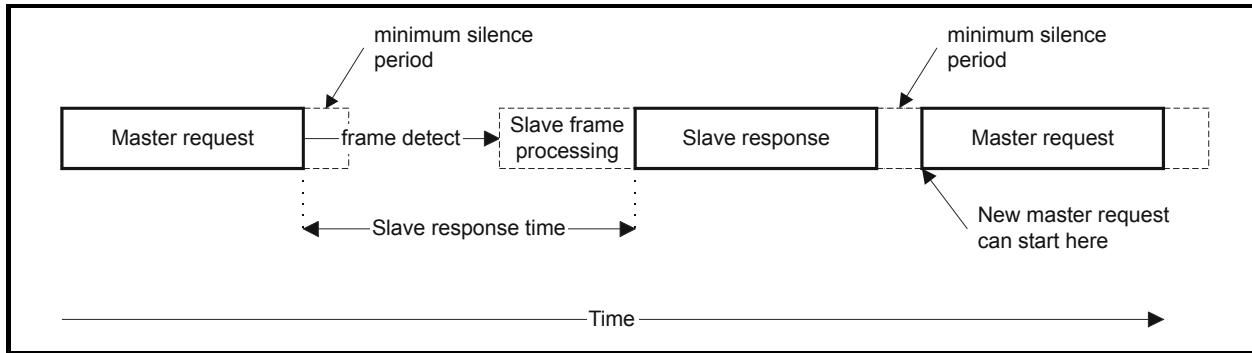 minimum silence
period
minimum silence
period
Master request
frame detect
Slave frame
processing
Slave response
Master request
Slave response time
New master request
can start here
Time